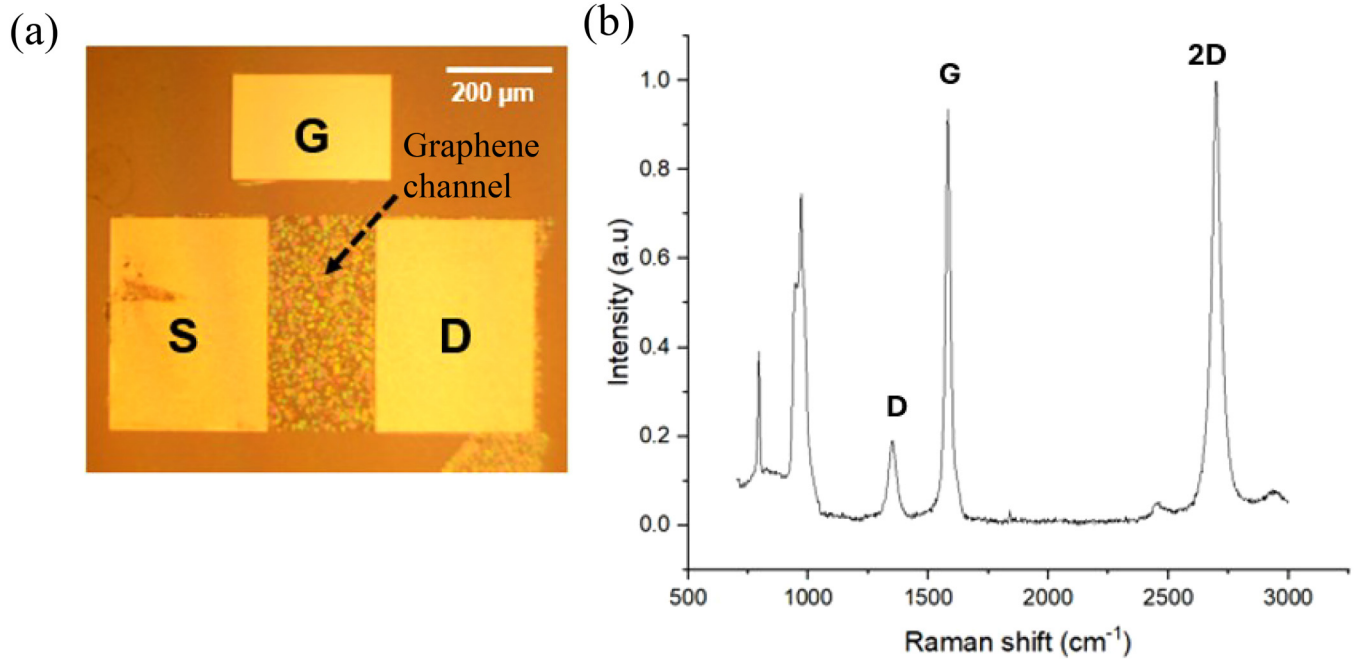 (a)
200 µm
G
Graphene
channel
S
D
(b)
Intensity (a.u)
1.0
0.8
0.6
0.4
0.2
0.0
D
G
2D
500
1000
1500
2000
2500
3000
Raman shift (cm⁻¹)